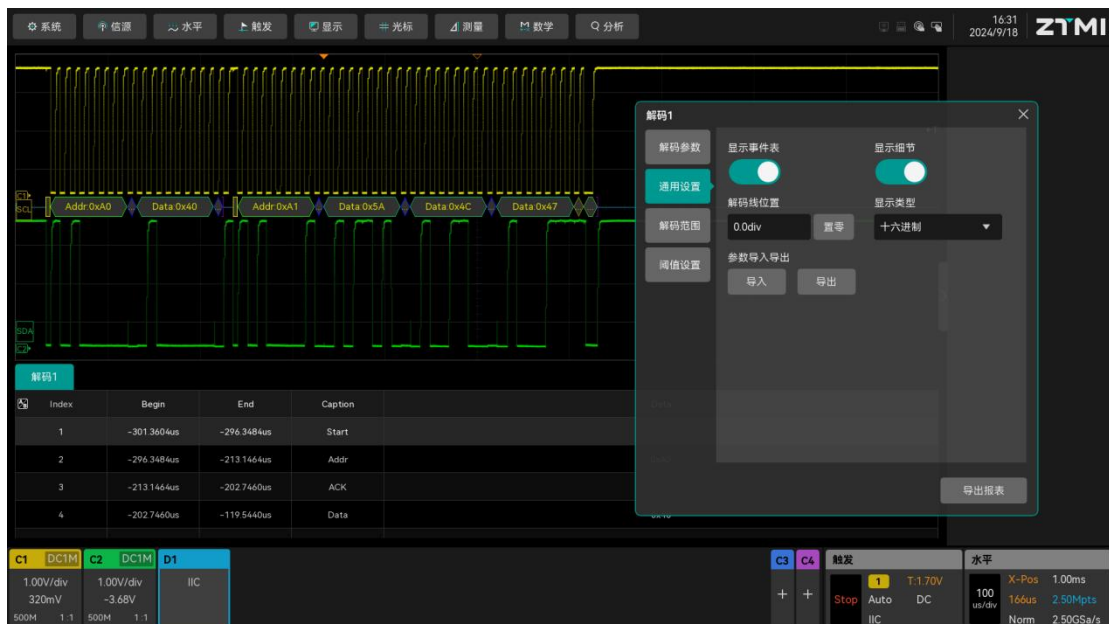 系统 信源 水平 触发 显示 光标 测量 数学 分析 16:31 2024/9/18 ZTMI
C1
SCL Addr:0xA0 Data:0x40 Addr:0xA1 Data:0x5A Data:0x4C Data:0x47
SDA
C2
解码1
解码参数
通用设置
解码范围
阈值设置
显示事件表 显示细节
解码线位置 显示类型
0.0div 置零 十六进制
参数导入导出
导入 导出
导出报表
解码1
Index Begin End Caption Data
1 -301.3604us -296.3484us Start
2 -296.3484us -213.1464us Addr
3 -213.1464us -202.7460us ACK
4 -202.7460us -119.5440us Data 0x40
C1 DC1M
1.00V/div
320mV
500M 1:1
C2 DC1M
1.00V/div
-3.68V
500M 1:1
D1
IIC
C3 C4
+ +
触发
1 T:1.70V
Stop Auto DC
IIC
水平
100 us/div
X-Pos 1.00ms
166us 2.50Mpts
Norm 2.50GSa/s